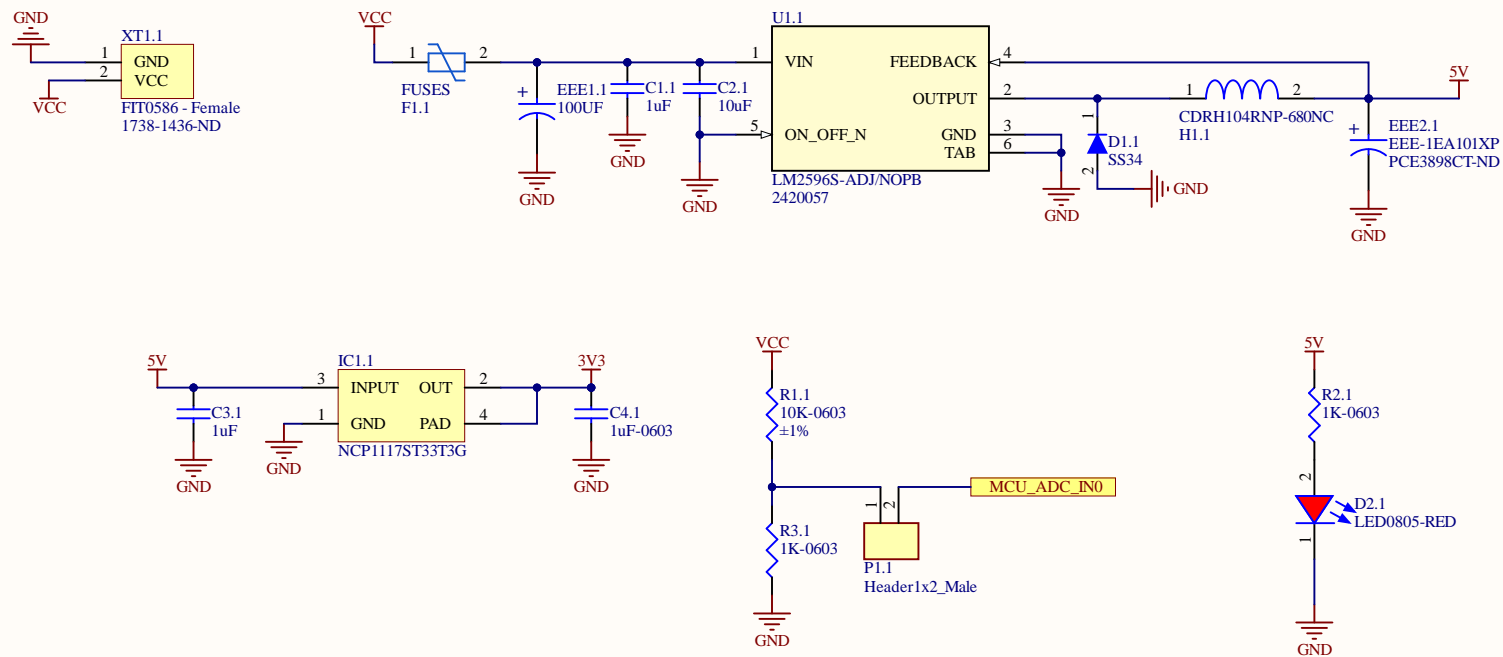 GND
XT1.1
1
GND
2
VCC
VCC
FIT0586 - Female
1738-1436-ND
VCC
1
2
FUSES
F1.1
EEE1.1
100UF
GND
C1.1
1uF
GND
C2.1
10uF
GND
U1.1
1
VIN
5
ON_OFF_N
FEEDBACK
4
OUTPUT
2
GND
3
TAB
6
LM2596S-ADJ/NOPB
2420057
GND
1
D1.1
SS34
2
GND
1
2
CDRH104RNP-680NC
H1.1
5V
EEE2.1
EEE-1EA101XP
PCE3898CT-ND
GND
5V
C3.1
1uF
GND
IC1.1
3
INPUT
OUT
2
1
GND
PAD
4
NCP1117ST33T3G
GND
3V3
C4.1
1uF-0603
GND
VCC
R1.1
10K-0603
±1%
R3.1
1K-0603
GND
1
2
MCU_ADC_IN0
P1.1
Header1x2_Male
5V
R2.1
1K-0603
2
D2.1
LED0805-RED
1
GND